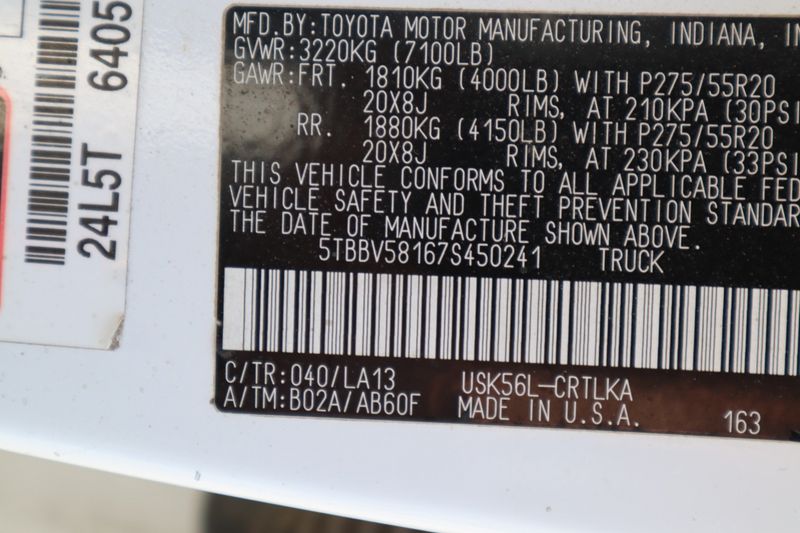 MFD.BY:TOYOTA MOTOR MANUFACTURING, INDIANA, IN
GVWR:3220KG (7100LB)
GAWR:FRT. 1810KG (4000LB) WITH P275/55R20
20X8J RIMS, AT 210KPA (30PSI
RR. 1880KG (4150LB) WITH P275/55R20
20X8J RIMS, AT 230KPA (33PSI
THIS VEHICLE CONFORMS TO ALL APPLICABLE FED
VEHICLE SAFETY AND THEFT PREVENTION STANDAR
THE DATE OF MANUFACTURE SHOWN ABOVE.
5TBBV58167S450241 TRUCK
C/TR:040/LA13 USK56L-CRTLKA
A/TM:B02A/AB60F MADE IN U.S.A. 163
24L5T 6405